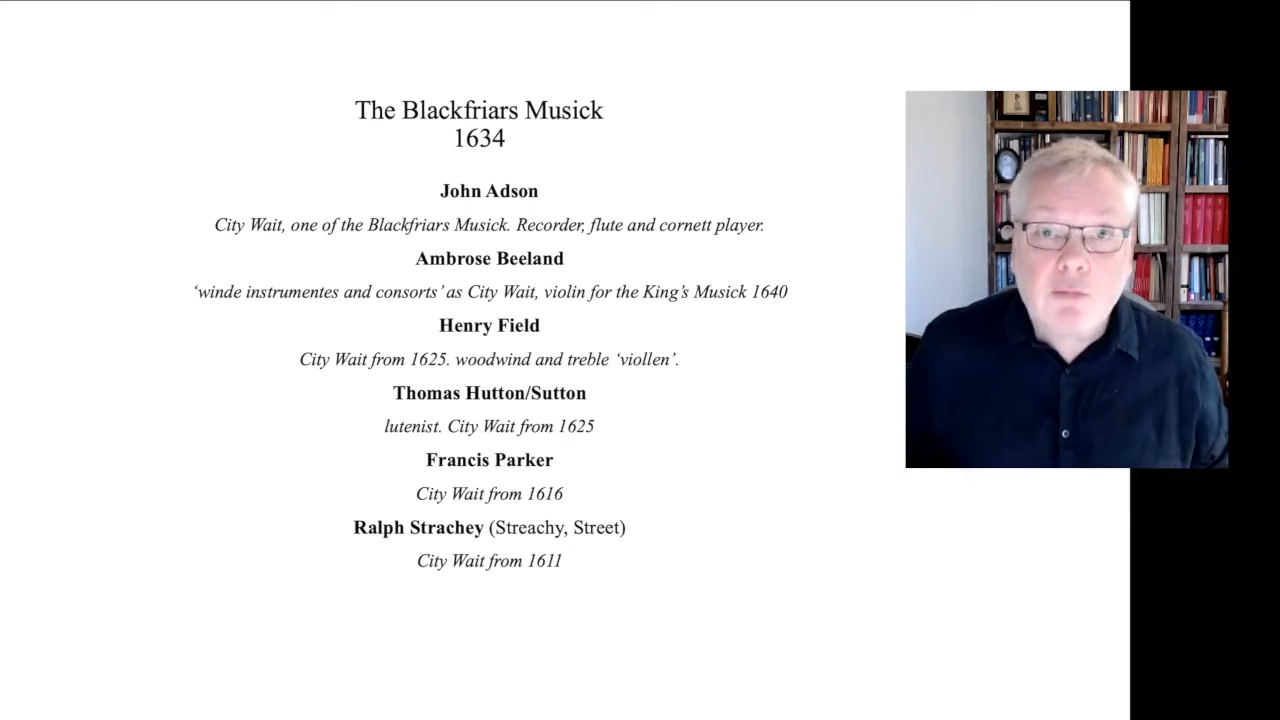 The Blackfriars Musick
1634
John Adson
City Wait, one of the Blackfriars Musick. Recorder, flute and cornett player.
Ambrose Beeland
‘winde instrumentes and consorts’ as City Wait, violin for the King’s Musick 1640
Henry Field
City Wait from 1625. woodwind and treble ‘viollen’.
Thomas Hutton/Sutton
lutenist. City Wait from 1625
Francis Parker
City Wait from 1616
Ralph Strachey (Streachy, Street)
City Wait from 1611